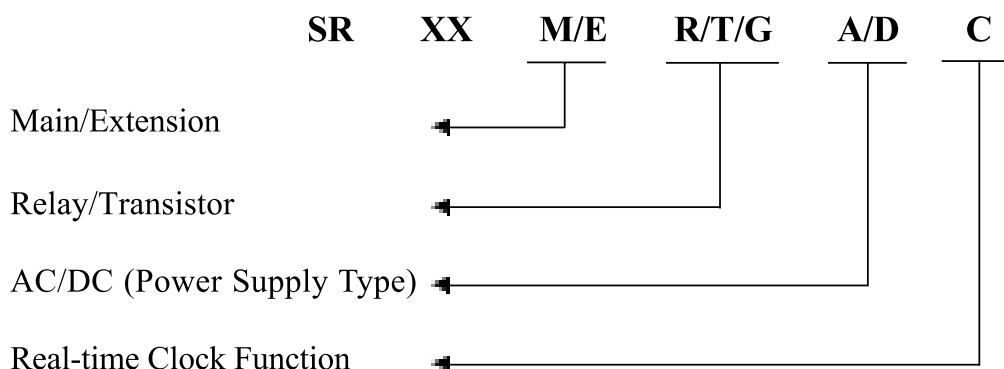 SR XX M/E R/T/G A/D C
Main/Extension
Relay/Transistor
AC/DC (Power Supply Type)
Real-time Clock Function